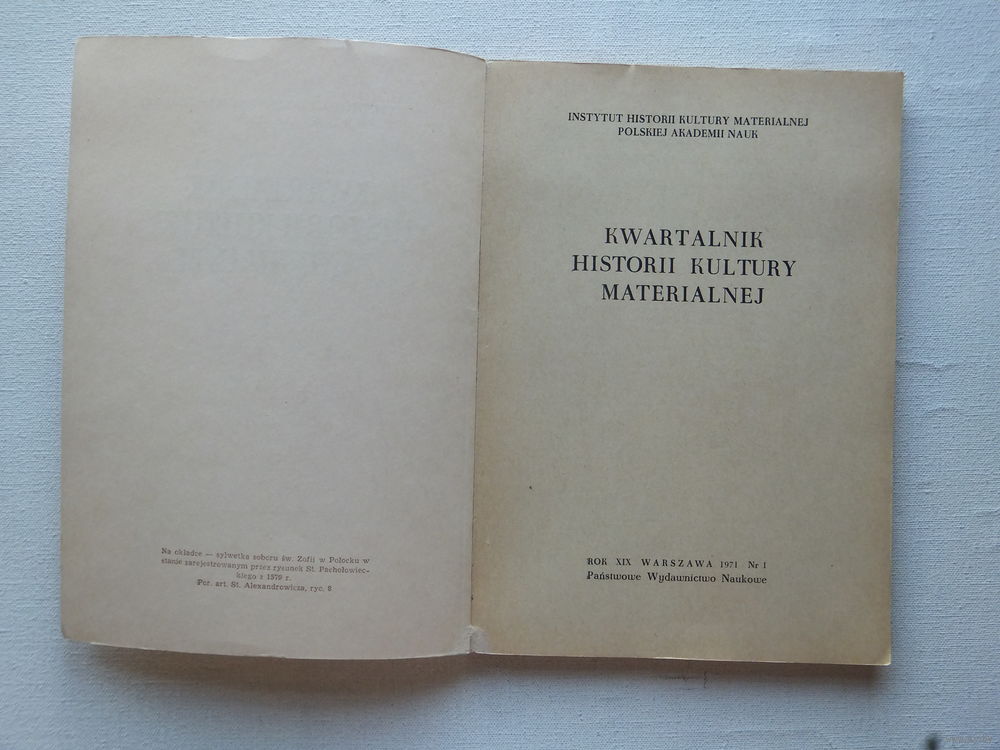 Na okładce — sylwetka soboru św. Zofii w Połocku w
stanie zarejestrowanym przez rysunek St. Pachołowiec-
kiego z 1579 r.
Por. art. St. Alexandrowicza, ryc. 8
INSTYTUT HISTORII KULTURY MATERIALNEJ
POLSKIEJ AKADEMII NAUK
KWARTALNIK
HISTORII KULTURY
MATERIALNEJ
ROK XIX WARSZAWA 1971 Nr 1
Państwowe Wydawnictwo Naukowe